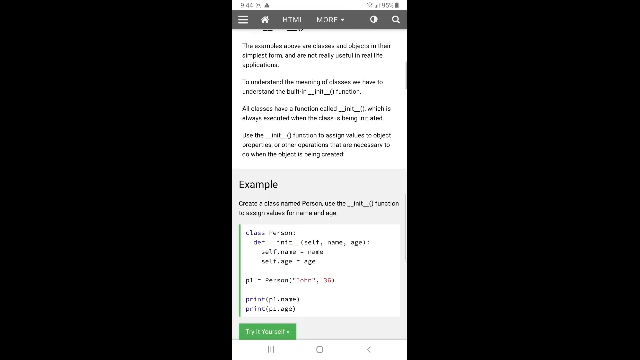 9:44
95%
HTML MORE
The examples above are classes and objects in their
simplest form, and are not really useful in real life
applications.
To understand the meaning of classes we have to
understand the built-in __init__() function.
All classes have a function called __init__(), which is
always executed when the class is being initiated.
Use the __init__() function to assign values to object
properties, or other operations that are necessary to
do when the object is being created:
Example
Create a class named Person, use the __init__() function
to assign values for name and age:
class Person:
def __init__(self, name, age):
self.name = name
self.age = age
p1 = Person("John", 36)
print(p1.name)
print(p1.age)
Try it Yourself »